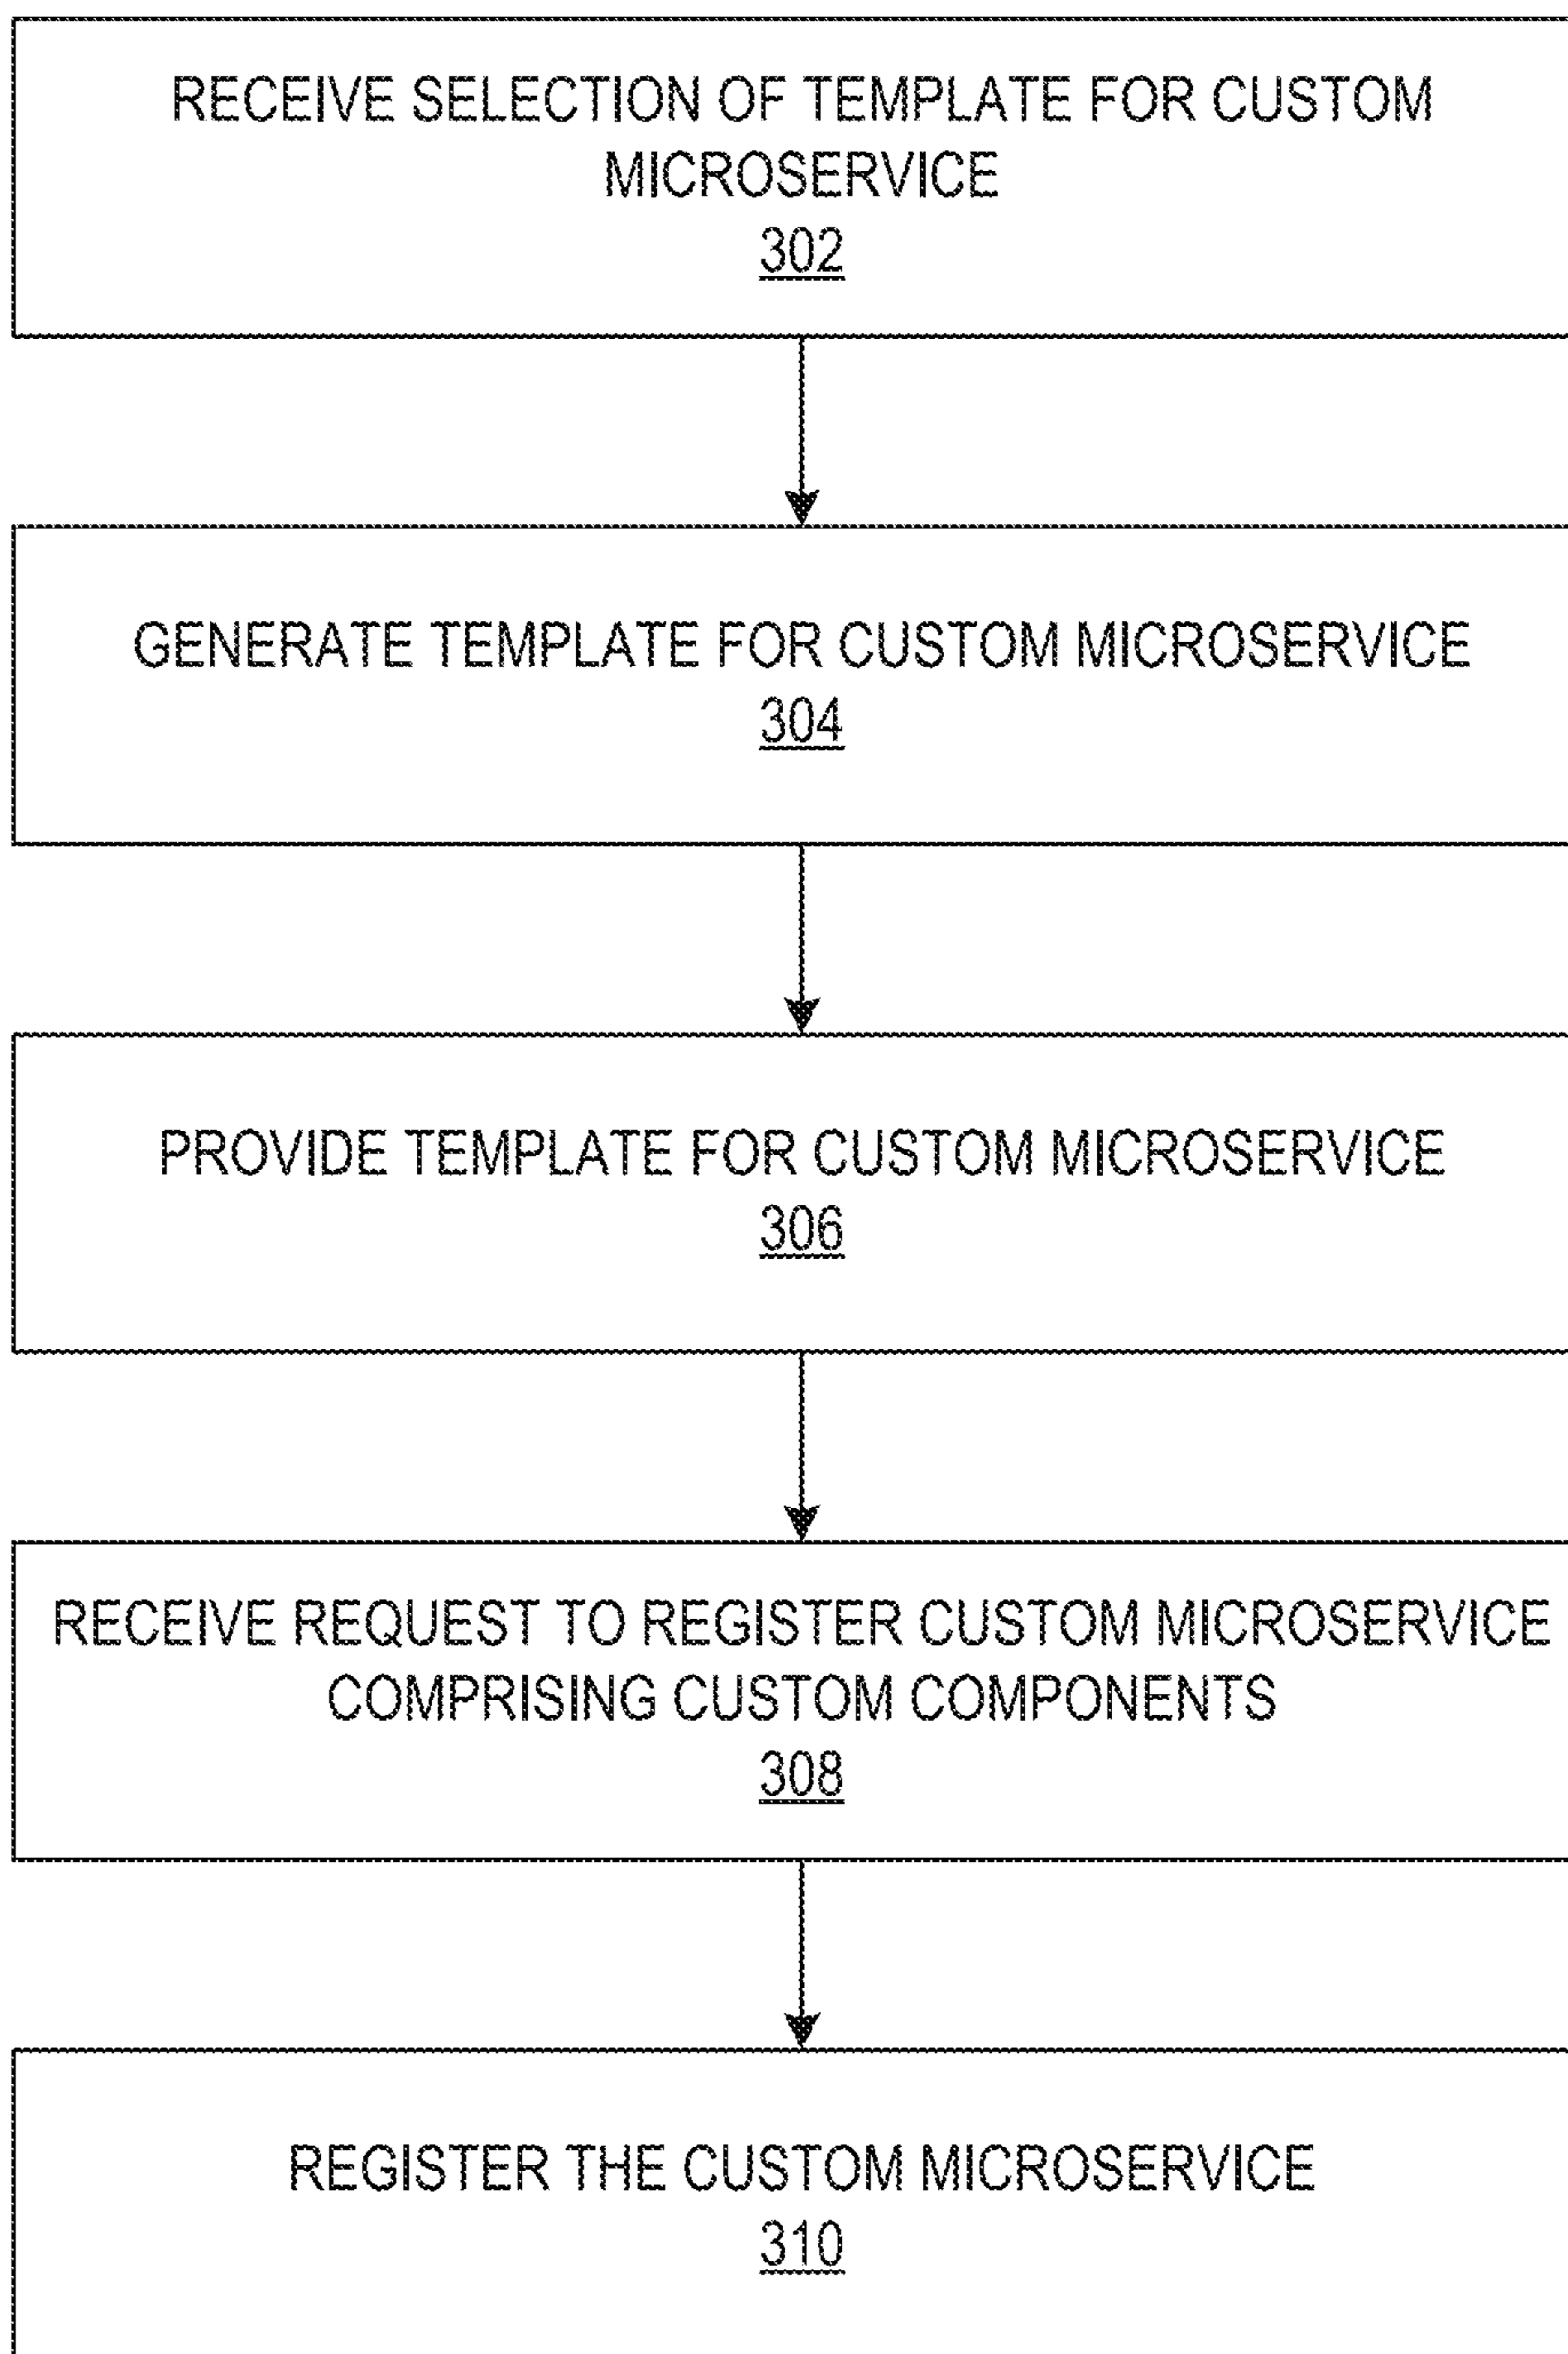 RECEIVE SELECTION OF TEMPLATE FOR CUSTOM
MICROSERVICE
302
GENERATE TEMPLATE FOR CUSTOM MICROSERVICE
304
PROVIDE TEMPLATE FOR CUSTOM MICROSERVICE
306
RECEIVE REQUEST TO REGISTER CUSTOM MICROSERVICE
COMPRISING CUSTOM COMPONENTS
308
REGISTER THE CUSTOM MICROSERVICE
310